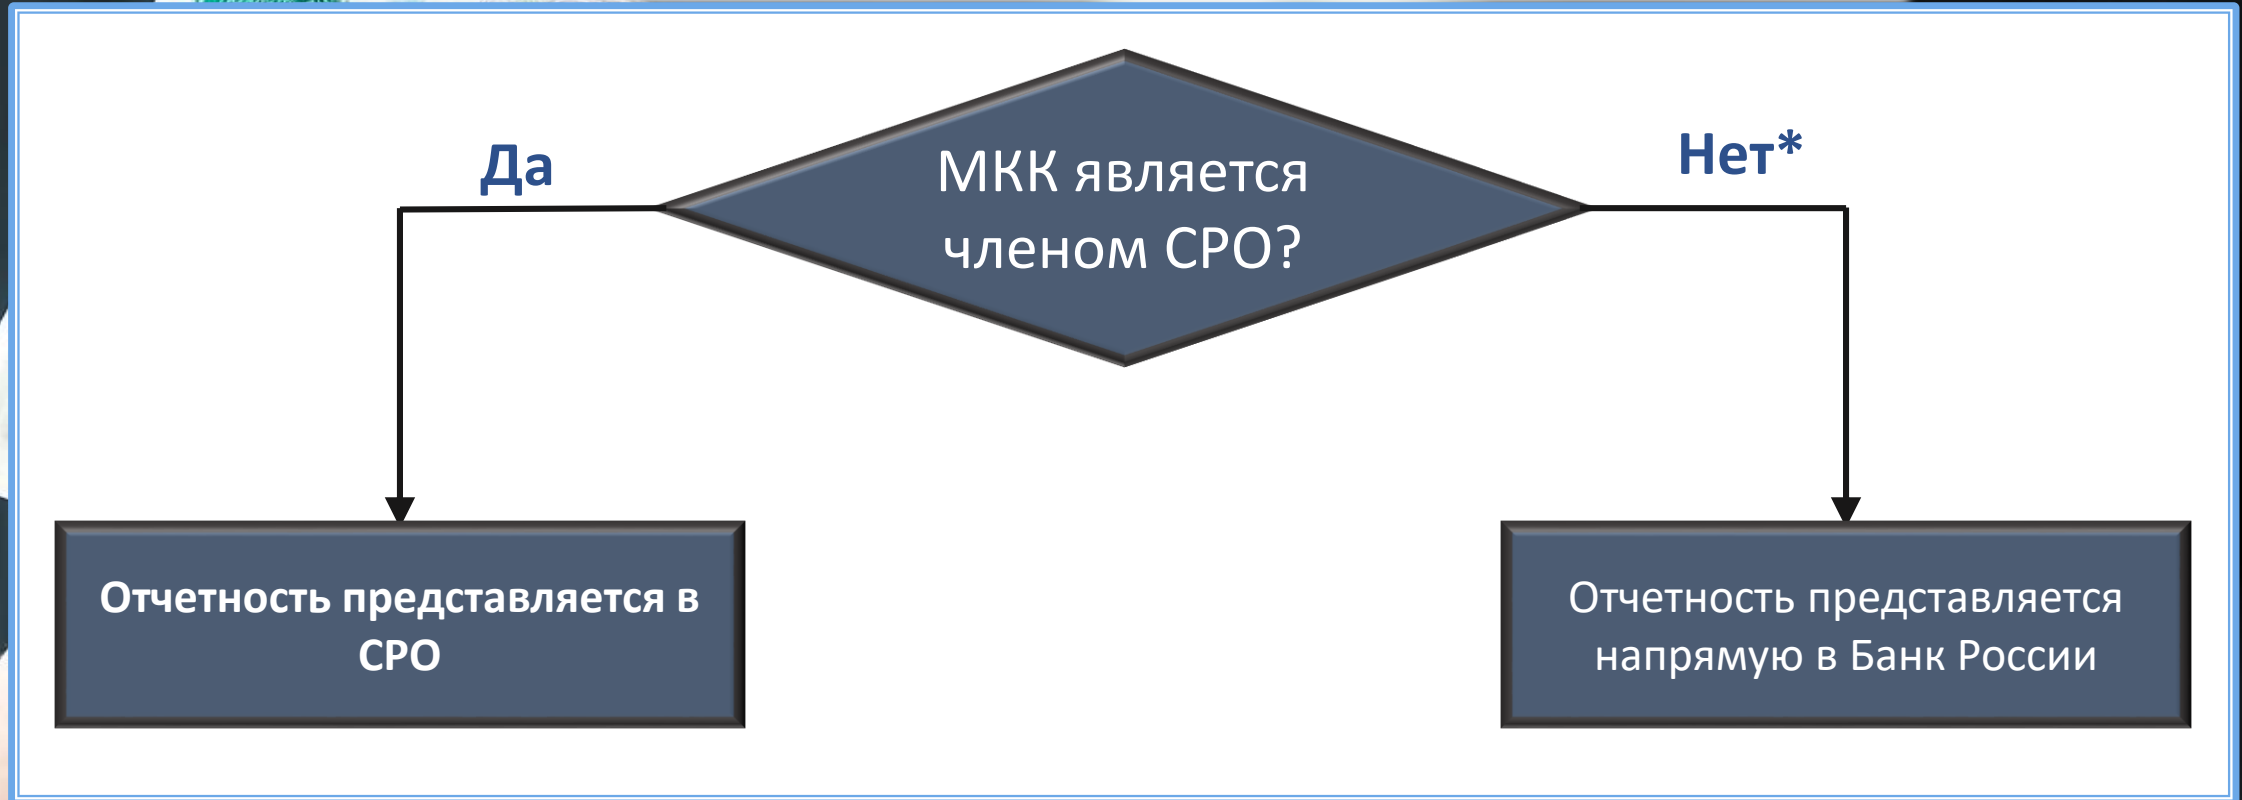 Да
МКК является
членом СРО?
Нет*
Отчетность представляется в
СРО
Отчетность представляется
напрямую в Банк России